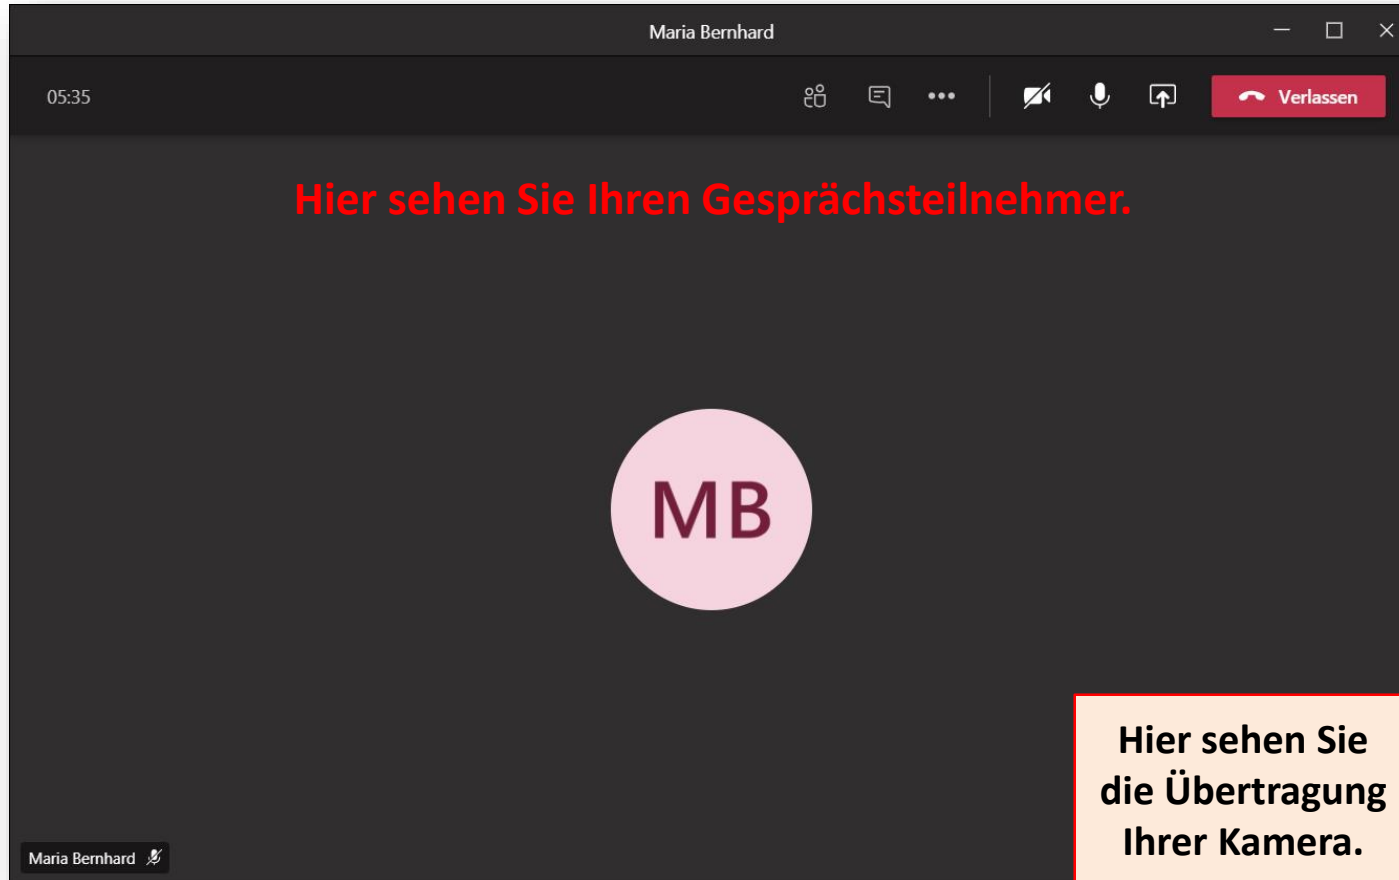 Maria Bernhard
05:35
Verlassen
Hier sehen Sie Ihren Gesprächsteilnehmer.
MB
Hier sehen Sie
die Übertragung
Ihrer Kamera.
Maria Bernhard